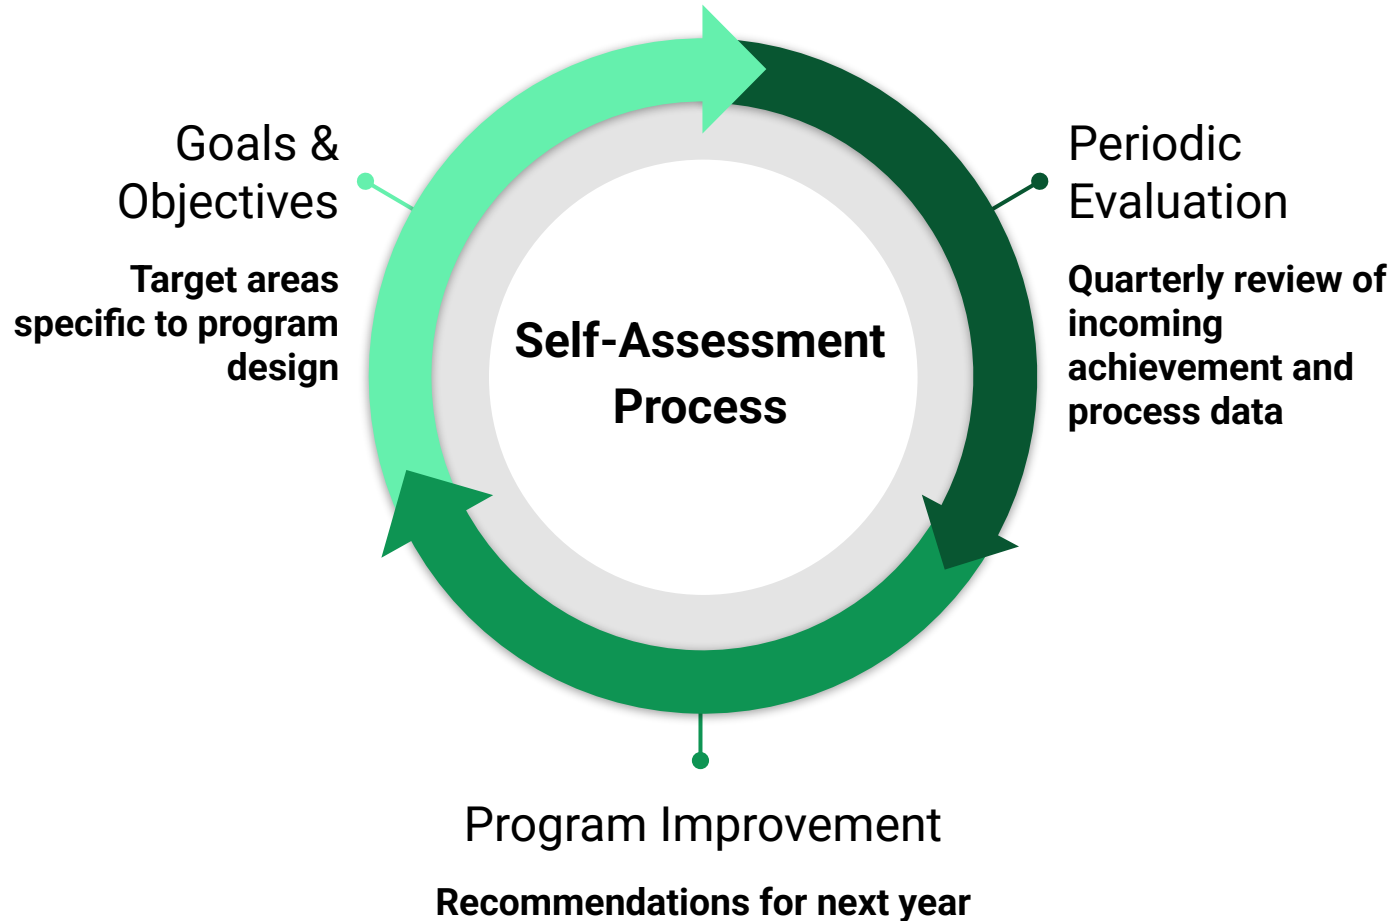 Goals &
Objectives
Target areas
specific to program
design
Periodic
Evaluation
Quarterly review of
incoming
achievement and
process data
Self-Assessment
Process
Program Improvement
Recommendations for next year